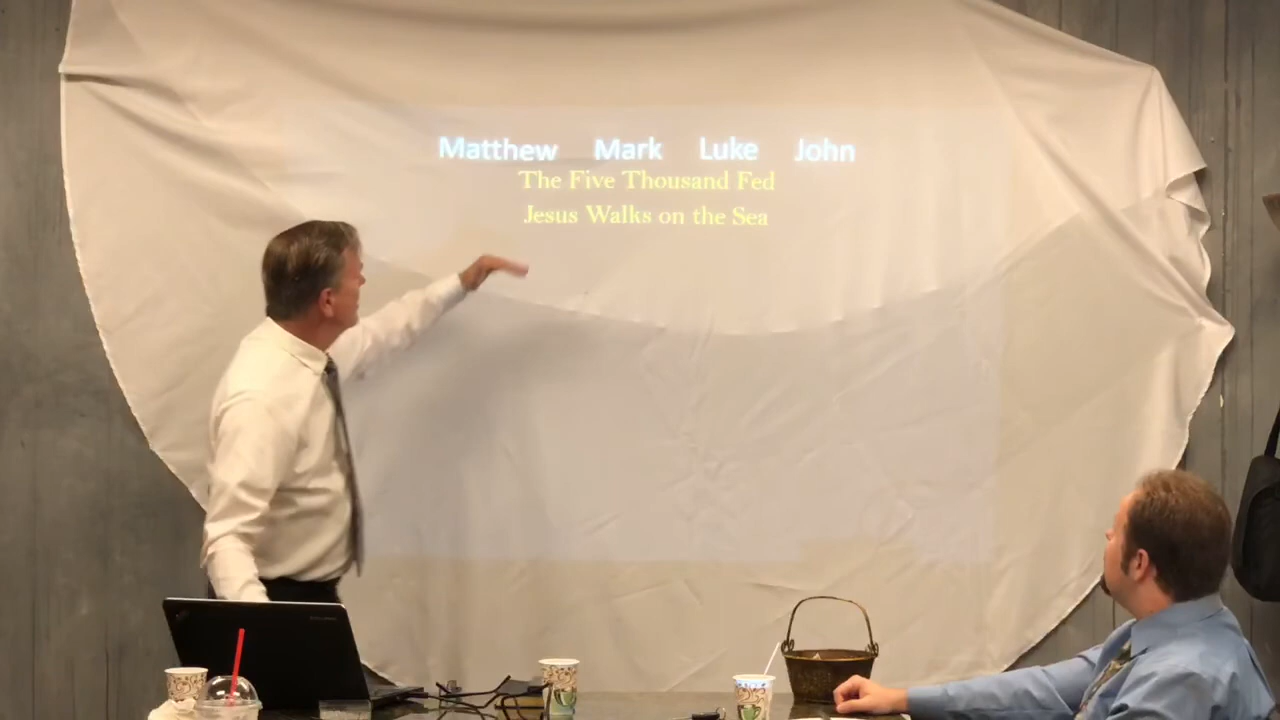 Matthew Mark Luke John
The Five Thousand Fed
Jesus Walks on the Sea